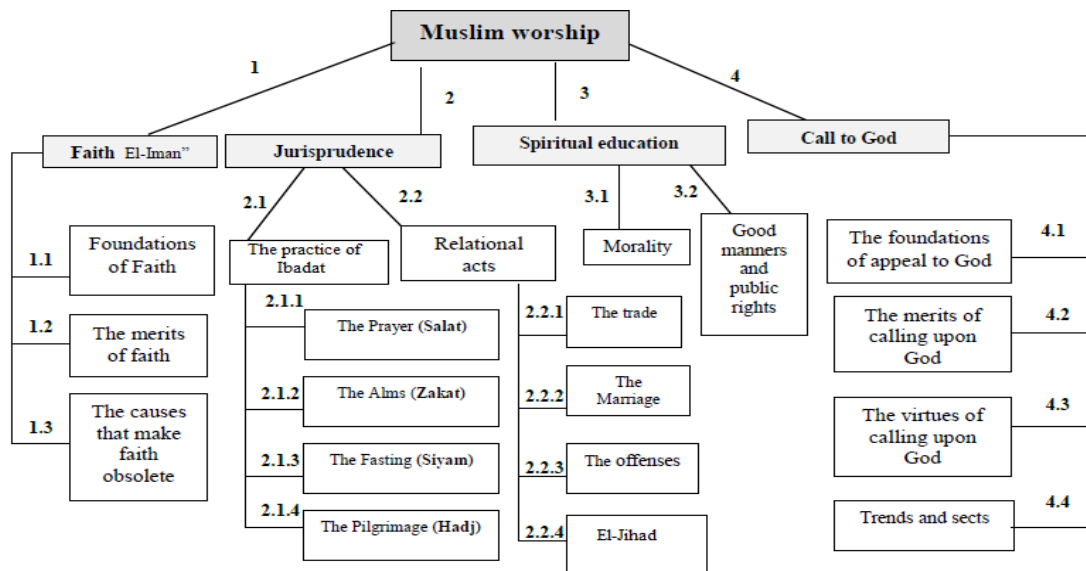 Muslim worship
1
2
3
4
Faith El-Iman”
Jurisprudence
Spiritual education
Call to God
2.1
2.2
3.1
3.2
1.1
Foundations
of Faith
1.2
The merits
of faith
1.3
The causes
that make
faith
obsolete
The practice of
Ibadat
2.1.1
The Prayer (Salat)
2.1.2
The Alms (Zakat)
2.1.3
The Fasting (Siyam)
2.1.4
The Pilgrimage (Hadj)
Relational
acts
2.2.1
The trade
2.2.2
The
Marriage
2.2.3
The offenses
2.2.4
El-Jihad
Morality
Good
manners
and
public
rights
The foundations
of appeal to God
4.1
The merits of
calling upon
God
4.2
The virtues of
calling upon
God
4.3
Trends and sects
4.4